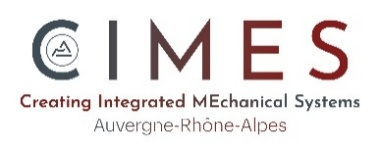 CIMES
Creating Integrated MEchanical Systems
Auvergne-Rhône-Alpes